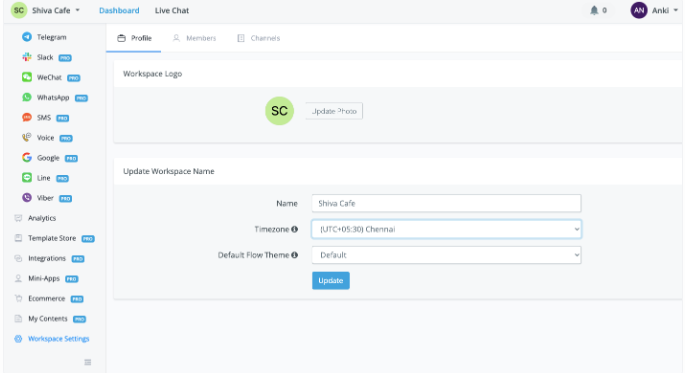 SC Shiva Cafe Dashboard Live Chat 0 AN Anki
Telegram
Slack PRO
WeChat PRO
WhatsApp PRO
SMS PRO
Voice PRO
Google PRO
Line PRO
Viber PRO
Analytics
Template Store PRO
Integrations PRO
Mini-Apps PRO
Ecommerce PRO
My Contents PRO
Workspace Settings
Profile Members Channels
Workspace Logo
SC Update Photo
Update Workspace Name
Name Shiva Cafe
Timezone (UTC+05:30) Chennai
Default Flow Theme Default
Update